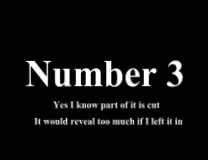 Number 3
Yes I know part of it is cut
It would reveal too much if I left it in